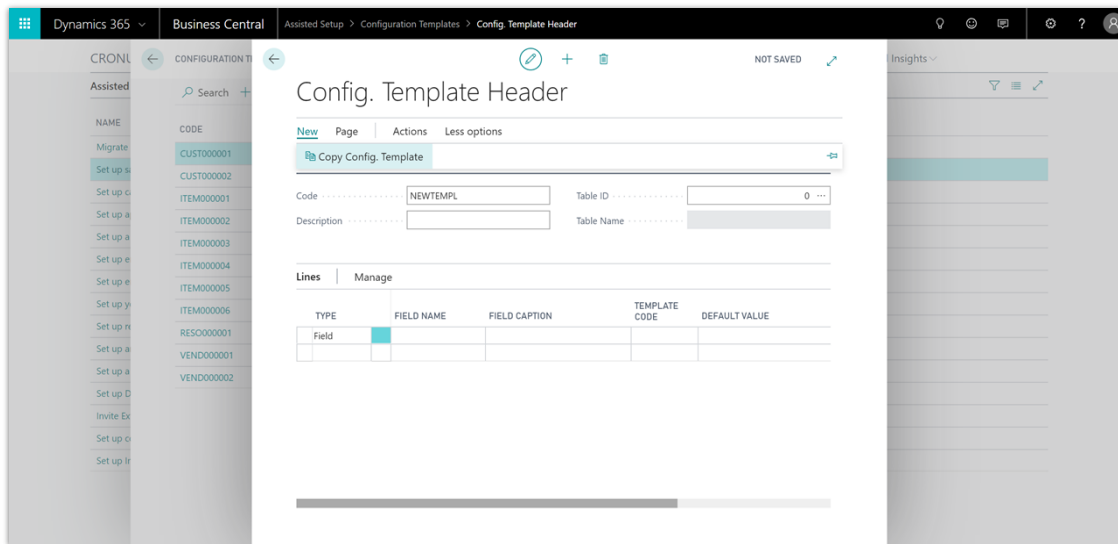 Dynamics 365 Business Central Assisted Setup > Configuration Templates > Config. Template Header ?
CRONU CONFIGURATION T NOT SAVED Insights
Assisted Search +
Config. Template Header
NAME CODE
New Page Actions Less options
Migrate CUST000001 Copy Config. Template
Set up CUST000002
Set up ITEM000001 Code NEWTEMPL Table ID 0 ...
Set up a ITEM000002 Description Table Name
Set up a ITEM000003
Set up e ITEM000004
Set up e ITEM000005 Lines Manage
Set up y ITEM000006
Set up re RESO000001 TYPE FIELD NAME FIELD CAPTION TEMPLATE CODE DEFAULT VALUE
Set up a VEND000001 Field
Set up a VEND000002
Set up D
Invite Ex
Set up
Set up